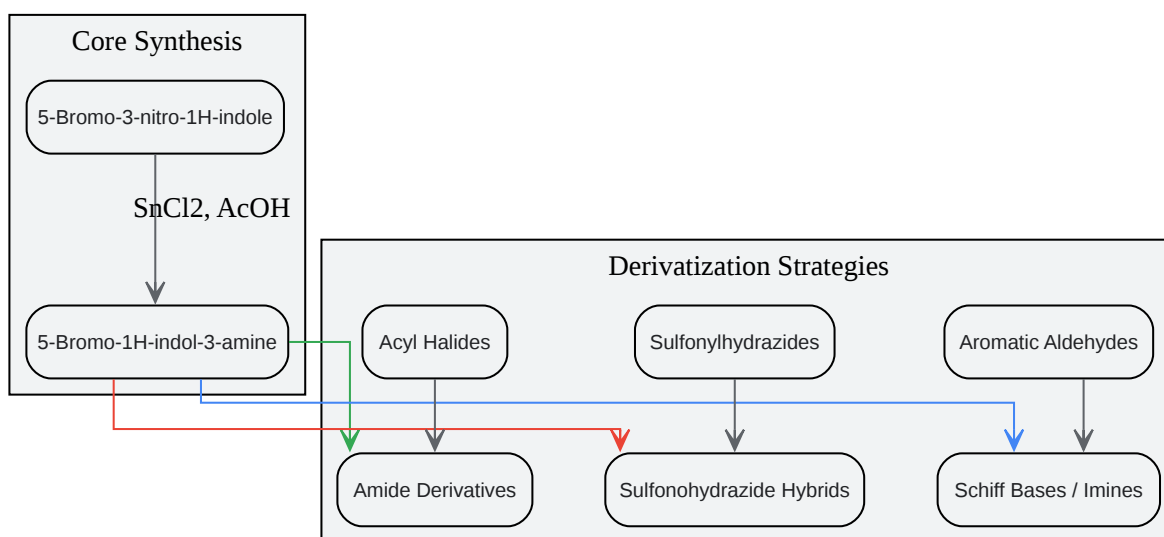 Core Synthesis
5-Bromo-3-nitro-1H-indole
SnCl2, AcOH
5-Bromo-1H-indol-3-amine
Derivatization Strategies
Acyl Halides
Sulfonylhydrazides
Aromatic Aldehydes
Amide Derivatives
Sulfonohydrazide Hybrids
Schiff Bases / Imines